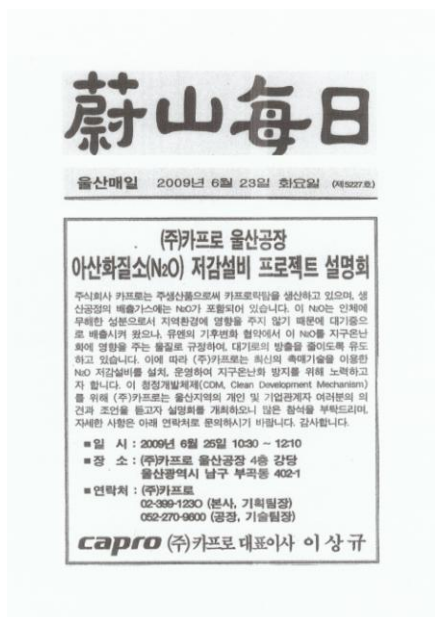 蔚山每日
울산매일 2009년 6월 23일 화요일 (제5227호)
(주)카프로 울산공장
아산화질소(N2O) 저감설비 프로젝트 설명회
주식회사 카프로는 주생산품으로써 카프로락탐을 생산하고 있으며, 생
산공정의 배출가스에는 N2O가 포함되어 있습니다. 이 N2O는 인체에
무해한 성분으로서 지역환경에 영향을 주지 않기 때문에 대기중으
로 배출시켜 왔으나, 유엔의 기후변화 협약에서 이 N2O를 지구온난
화에 영향을 주는 물질로 규정하여, 대기로의 방출을 줄이도록 유도
하고 있습니다. 이에 따라 (주)카프로는 최신의 촉매기술을 이용한
N2O 저감설비를 설치, 운영하여 지구온난화 방지를 위해 노력하고
자 합니다. 이 청정개발체제(CDM, Clean Development Mechanism)
를 위해 (주)카프로는 울산지역의 개인 및 기업관계자 여러분의 의
견과 조언을 듣고자 설명회를 개최하오니 많은 참석을 부탁드리며,
자세한 사항은 아래 연락처로 문의하시기 바랍니다. 감사합니다.
■일 시 : 2009년 6월 25일 10:30 ~ 12:10
■장 소 : (주)카프로 울산공장 4층 강당
울산광역시 남구 부곡동 402-1
■연락처 : (주)카프로
02-399-1230 (본사, 기획팀장)
052-270-9600 (공장, 기술팀장)
capro (주)카프로 대표이사 이상규